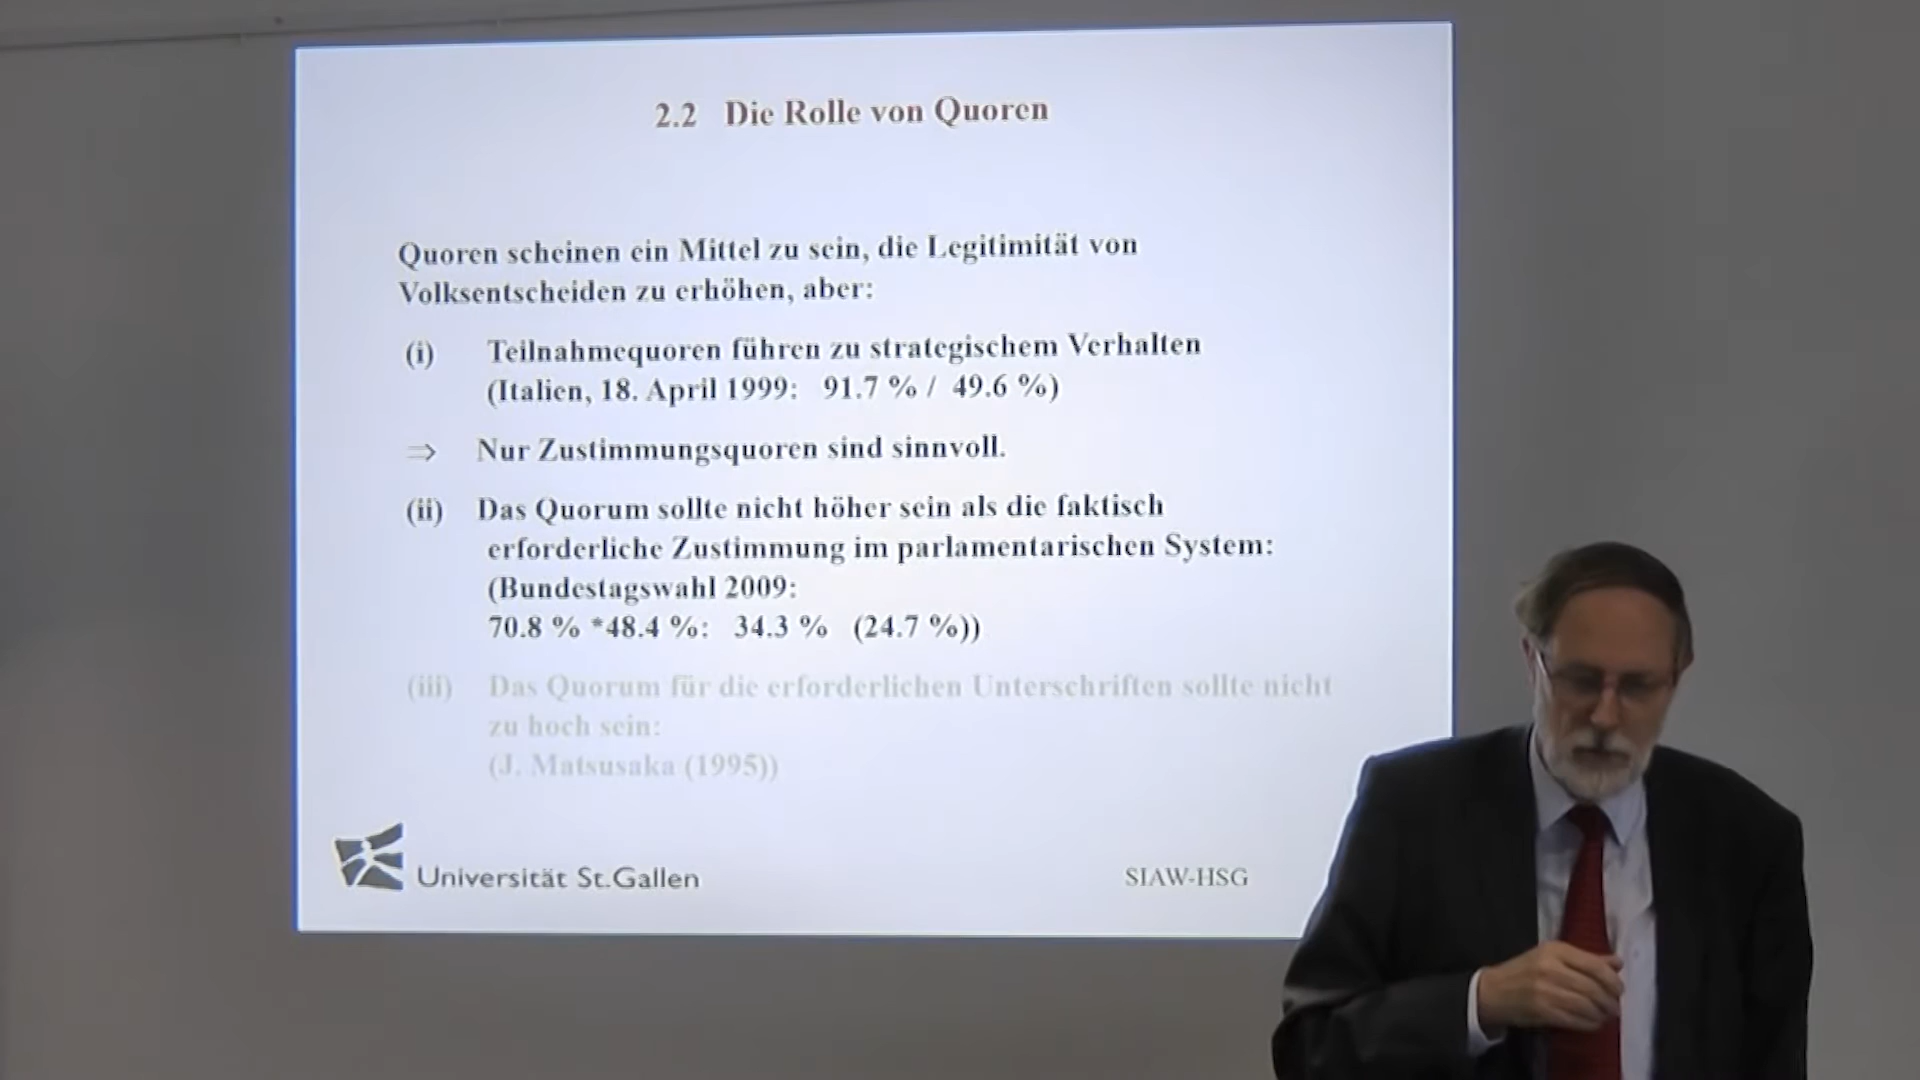 2.2 Die Rolle von Quoren
Quoren scheinen ein Mittel zu sein, die Legitimität von
Volksentscheiden zu erhöhen, aber:
(i) Teilnahmequoren führen zu strategischem Verhalten
(Italien, 18. April 1999: 91.7 % / 49.6 %)
⇒ Nur Zustimmungsquoren sind sinnvoll.
(ii) Das Quorum sollte nicht höher sein als die faktisch
erforderliche Zustimmung im parlamentarischen System:
(Bundestagswahl 2009:
70.8 % *48.4 %: 34.3 % (24.7 %))
(iii) Das Quorum für die erforderlichen Unterschriften sollte nicht
zu hoch sein:
(J. Matsusaka (1995))
Universität St.Gallen
SIAW-HSG